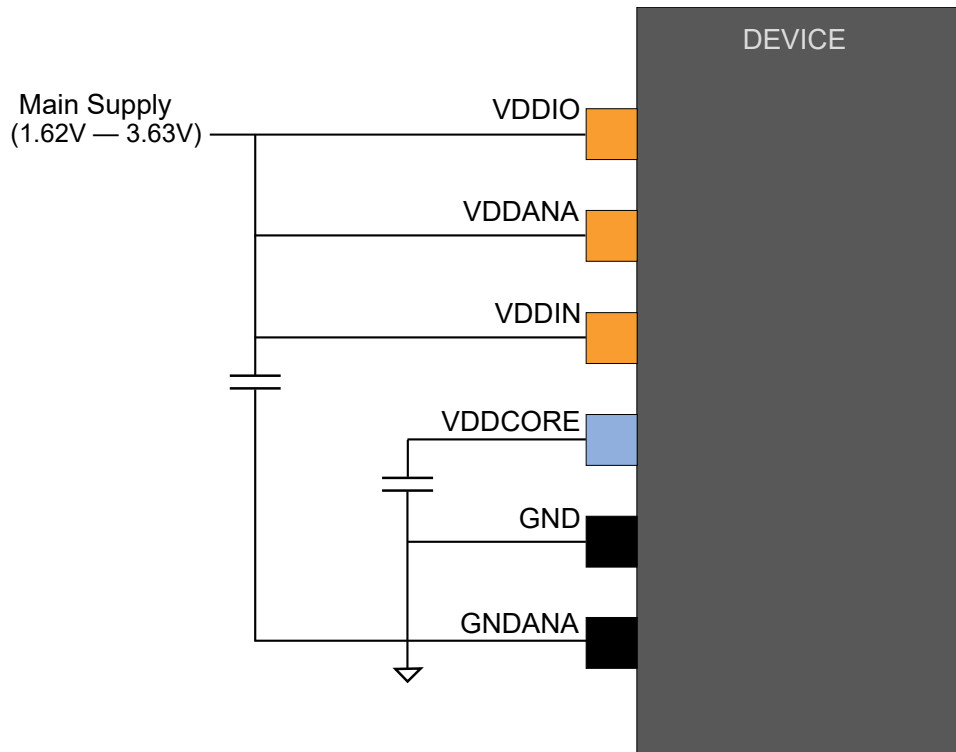 DEVICE
Main Supply
(1.62V — 3.63V)
VDDIO
VDDANA
VDDIN
VDDCORE
GND
GNDANA